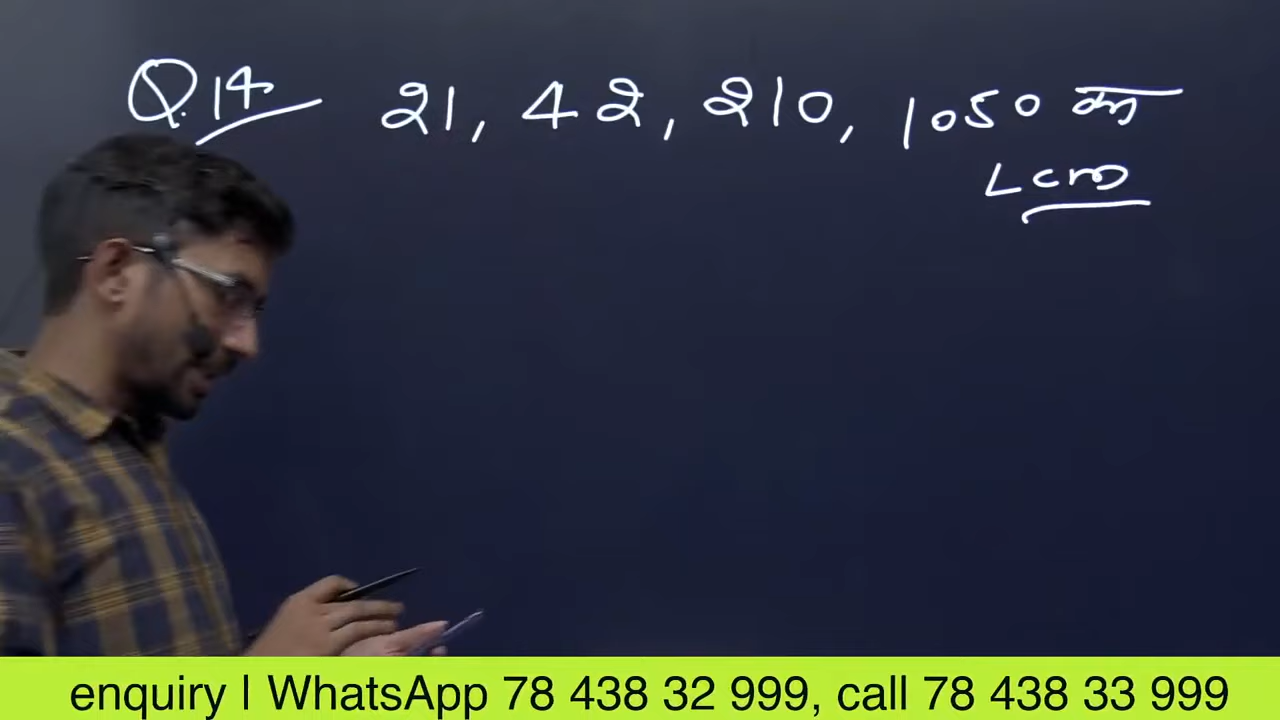 Q.14 21, 42, 210, 1050 का
LCM
enquiry | WhatsApp 78 438 32 999, call 78 438 33 999